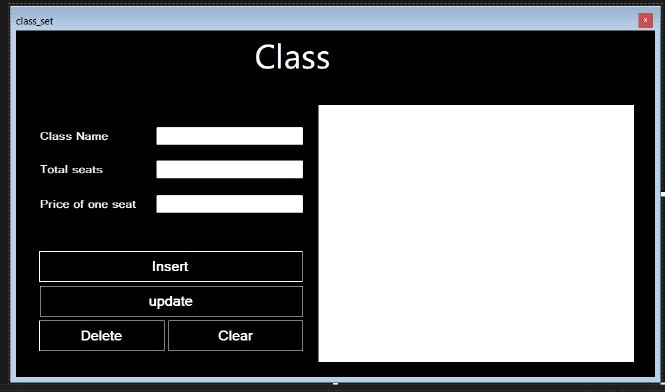 class_set
x
Class
Class Name
Total seats
Price of one seat
Insert
update
Delete Clear